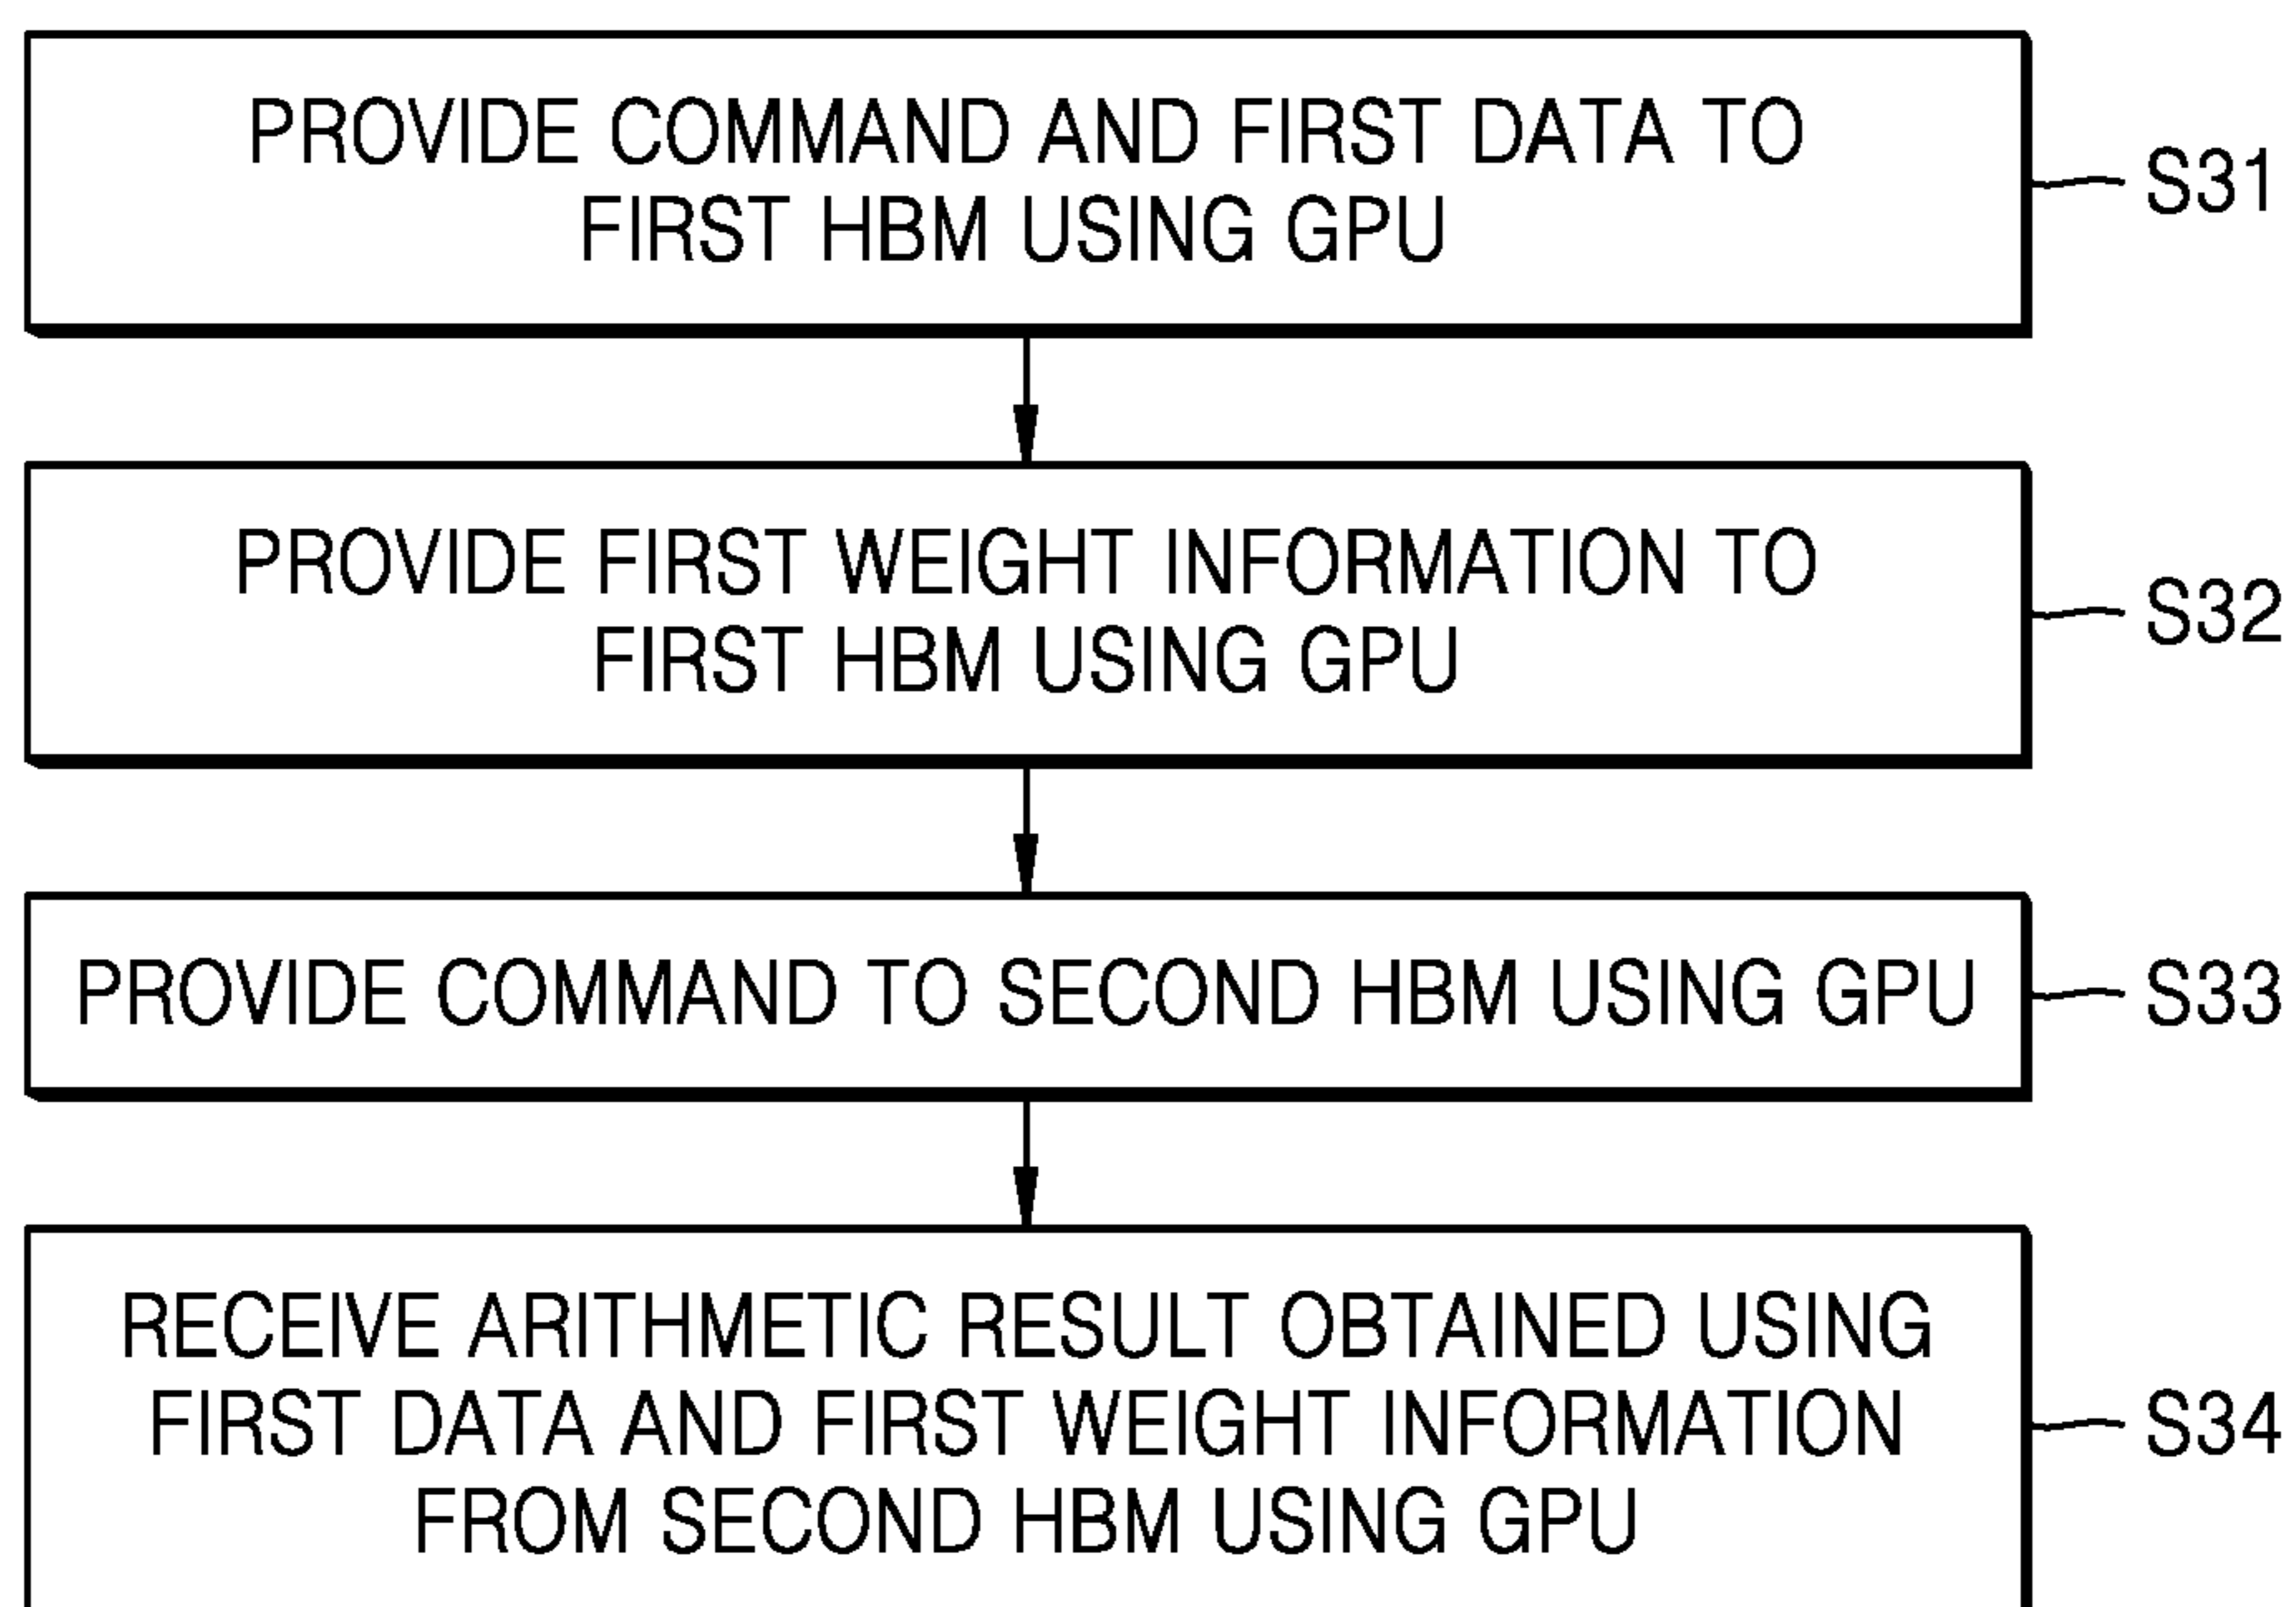 PROVIDE COMMAND AND FIRST DATA TO
FIRST HBM USING GPU
S31
PROVIDE FIRST WEIGHT INFORMATION TO
FIRST HBM USING GPU
S32
PROVIDE COMMAND TO SECOND HBM USING GPU
S33
RECEIVE ARITHMETIC RESULT OBTAINED USING
FIRST DATA AND FIRST WEIGHT INFORMATION
FROM SECOND HBM USING GPU
S34